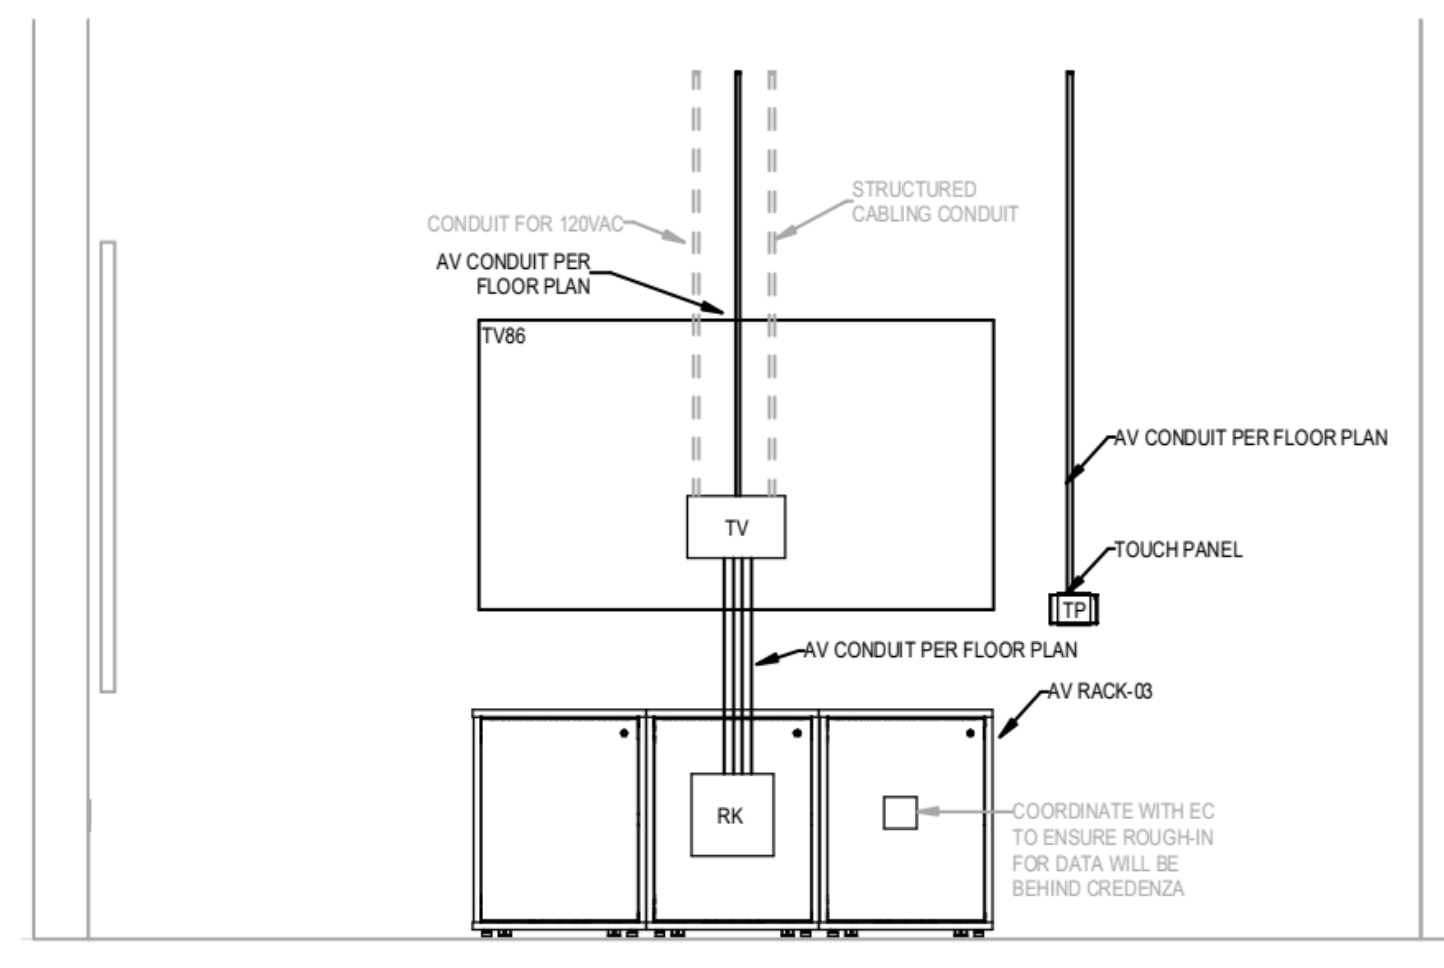 STRUCTURED
CABLING CONDUIT
CONDUIT FOR 120VAC
AV CONDUIT PER
FLOOR PLAN
TV86
AV CONDUIT PER FLOOR PLAN
TV
TOUCH PANEL
TP
AV CONDUIT PER FLOOR PLAN
AV RACK-03
RK
COORDINATE WITH EC
TO ENSURE ROUGH-IN
FOR DATA WILL BE
BEHIND CREDENZA